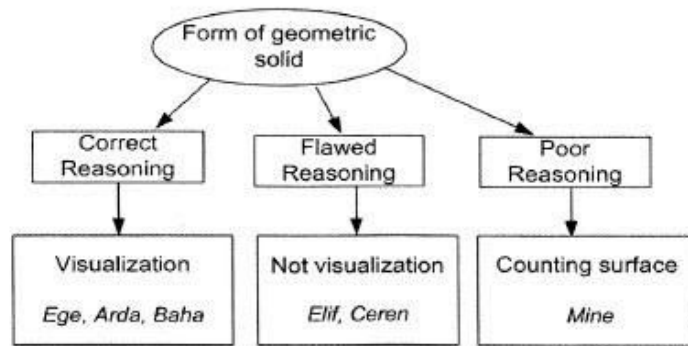 Form of geometric
solid
Correct
Reasoning
Flawed
Reasoning
Poor
Reasoning
Visualization
Ege, Arda, Baha
Not visualization
Elif, Ceren
Counting surface
Mine